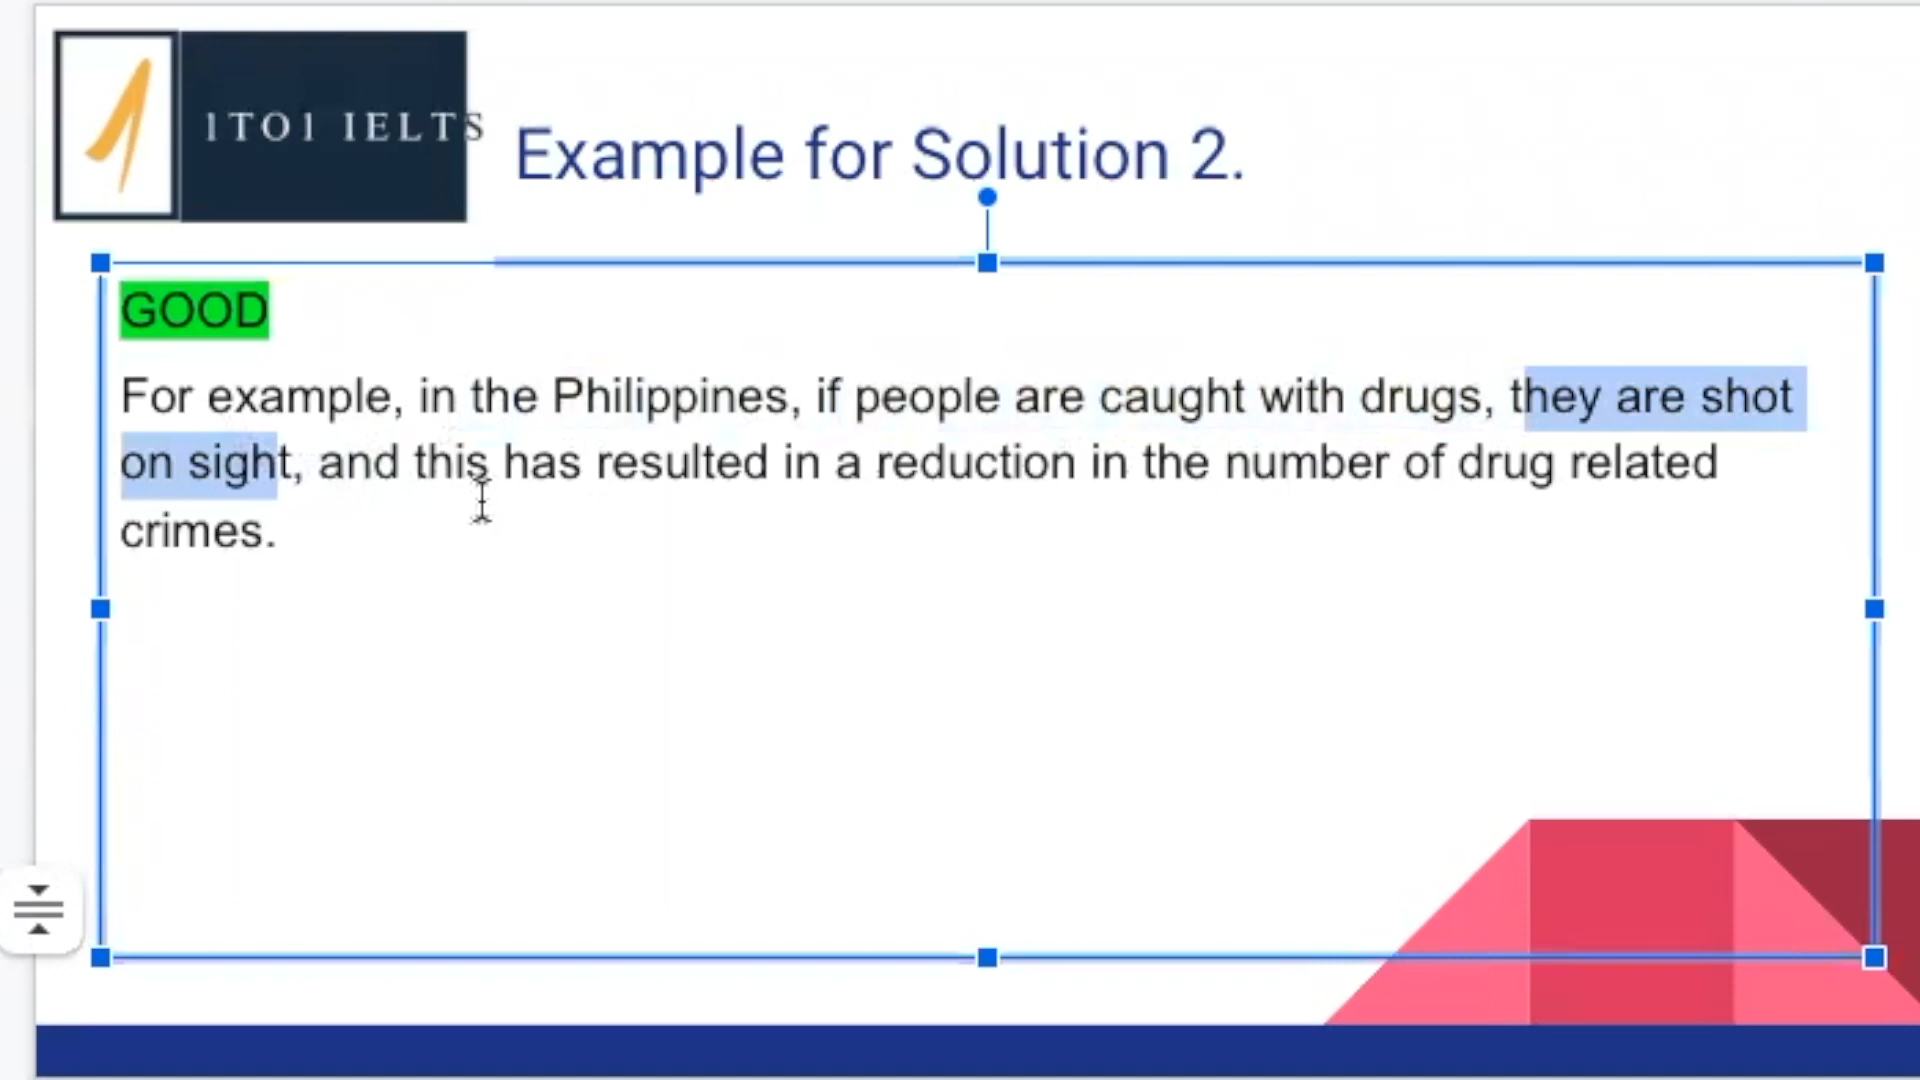 1TO1 IELTS
Example for Solution 2.
GOOD
For example, in the Philippines, if people are caught with drugs, they are shot
on sight, and this has resulted in a reduction in the number of drug related
crimes.